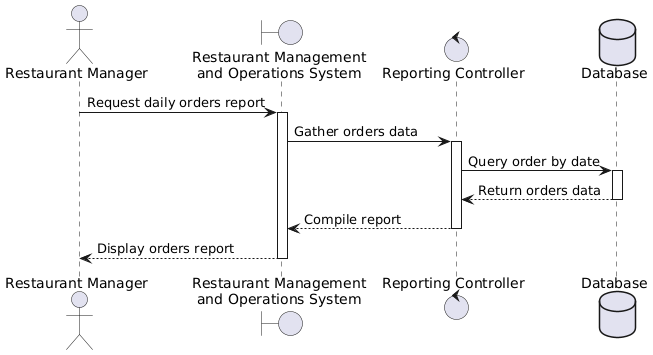 Restaurant Manager
Restaurant Management
and Operations System
Reporting Controller
Database
Request daily orders report
Gather orders data
Query order by date
Return orders data
Compile report
Display orders report
Restaurant Manager
Restaurant Management
and Operations System
Reporting Controller
Database